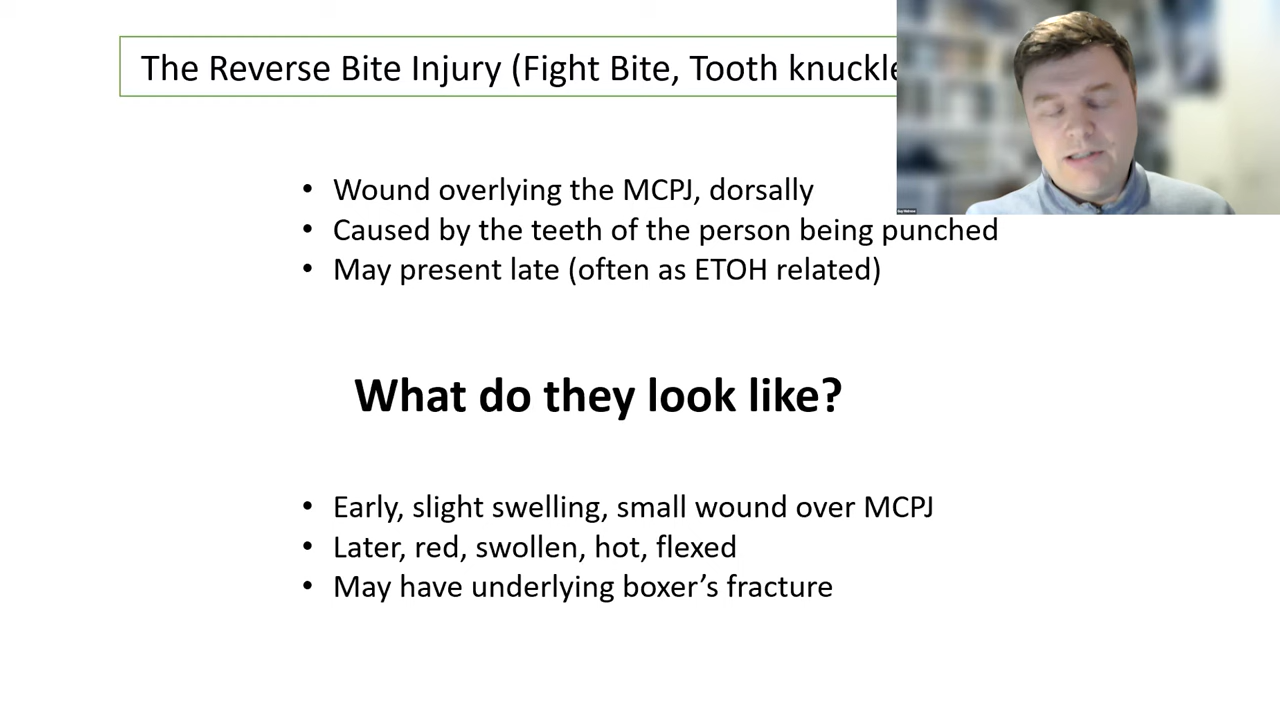 The Reverse Bite Injury (Fight Bite, Tooth knuckle
• Wound overlying the MCPJ, dorsally
• Caused by the teeth of the person being punched
• May present late (often as ETOH related)
What do they look like?
• Early, slight swelling, small wound over MCPJ
• Later, red, swollen, hot, flexed
• May have underlying boxer’s fracture